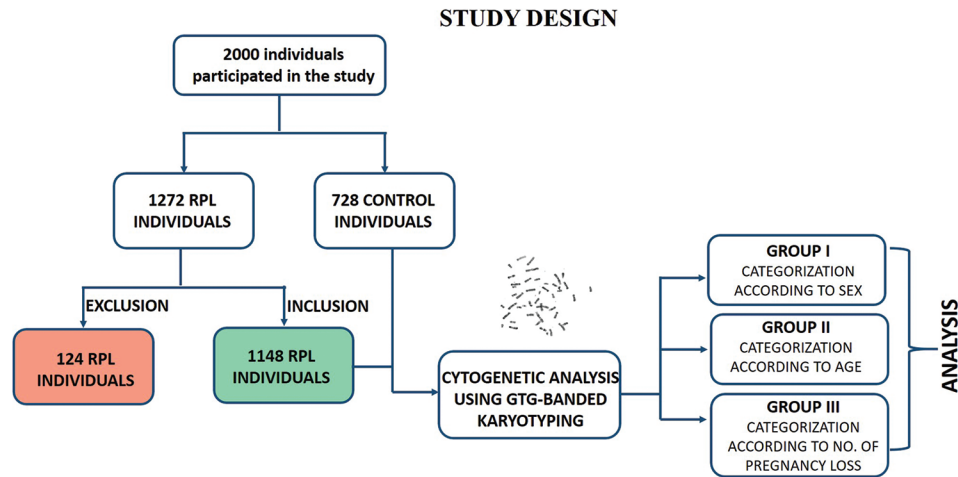 STUDY DESIGN
2000 individuals
participated in the study
1272 RPL
INDIVIDUALS
728 CONTROL
INDIVIDUALS
EXCLUSION
INCLUSION
124 RPL
INDIVIDUALS
1148 RPL
INDIVIDUALS
CYTOGENETIC ANALYSIS
USING GTG-BANDED
KARYOTYPING
GROUP I
CATEGORIZATION
ACCORDING TO SEX
GROUP II
CATEGORIZATION
ACCORDING TO AGE
GROUP III
CATEGORIZATION
ACCORDING TO NO. OF
PREGNANCY LOSS
ANALYSIS